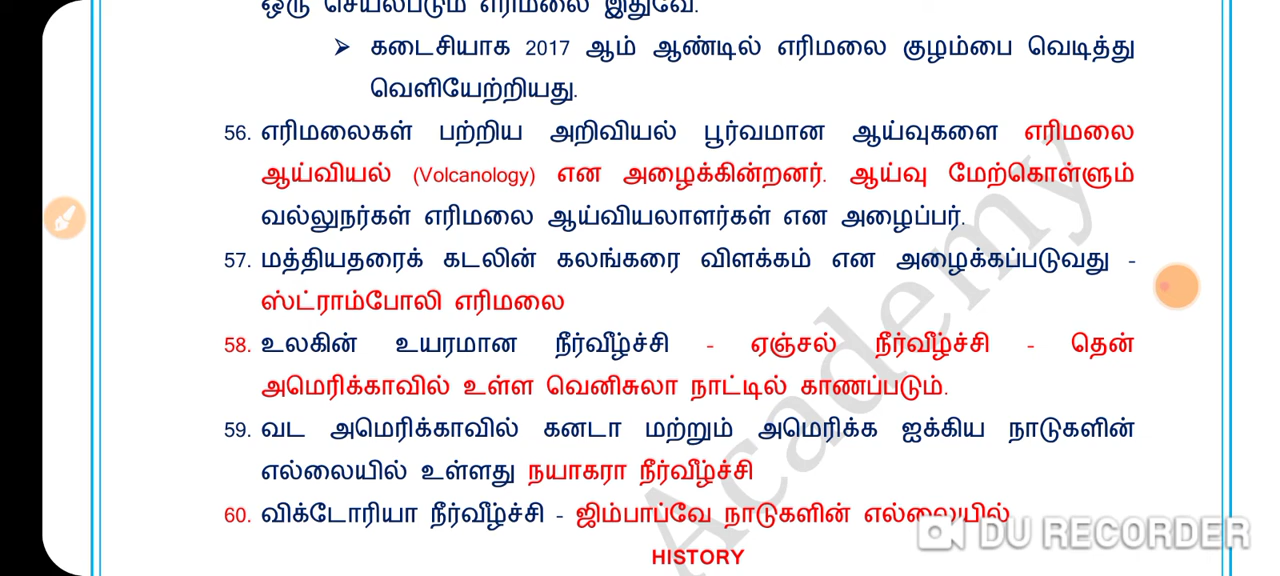 ஒரு செயல்படும் எரிமலை இதுவே.
➤ கடைசியாக 2017 ஆம் ஆண்டில் எரிமலை குழம்பை வெடித்து
வெளியேற்றியது.
56. எரிமலைகள் பற்றிய அறிவியல் பூர்வமான ஆய்வுகளை எரிமலை
ஆய்வியல் (Volcanology) என அழைக்கின்றனர். ஆய்வு மேற்கொள்ளும்
வல்லுநர்கள் எரிமலை ஆய்வியலாளர்கள் என அழைப்பர்.
57. மத்தியதரைக் கடலின் கலங்கரை விளக்கம் என அழைக்கப்படுவது -
ஸ்ட்ராம்போலி எரிமலை
58. உலகின் உயரமான நீர்வீழ்ச்சி - ஏஞ்சல் நீர்வீழ்ச்சி - தென்
அமெரிக்காவில் உள்ள வெனிசுலா நாட்டில் காணப்படும்.
59. வட அமெரிக்காவில் கனடா மற்றும் அமெரிக்க ஐக்கிய நாடுகளின்
எல்லையில் உள்ளது நயாகரா நீர்வீழ்ச்சி
60. விக்டோரியா நீர்வீழ்ச்சி - ஜிம்பாப்வே நாடுகளின் எல்லையில்
DU RECORDER
HISTORY
Academy